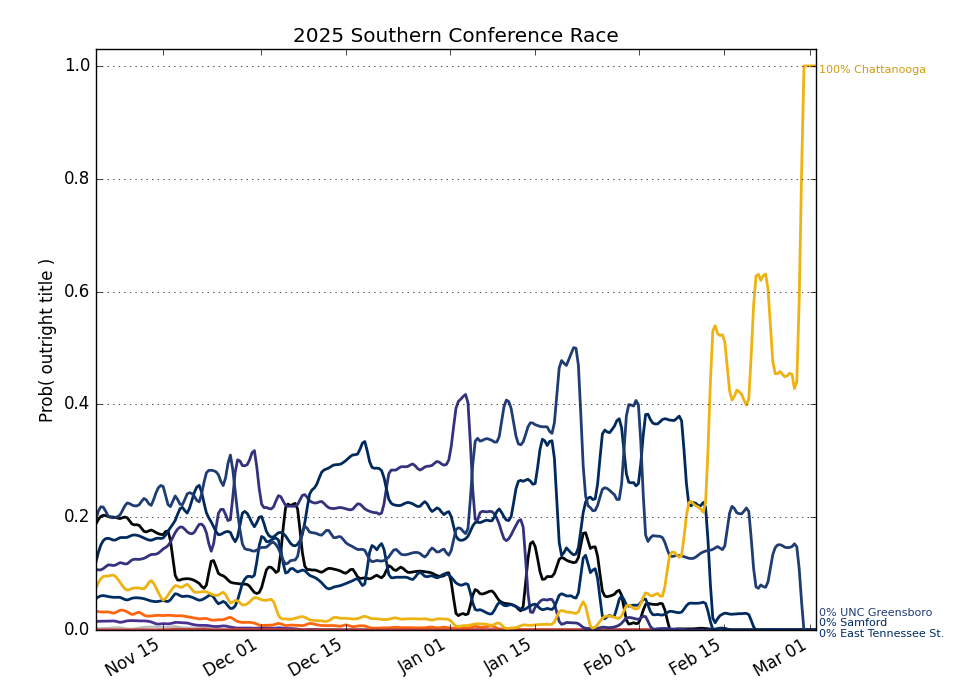 2025 Southern Conference Race
Prob( outright title )
1.0
0.8
0.6
0.4
0.2
0.0
100% Chattanooga
0% UNC Greensboro
0% Samford
0% East Tennessee St.
Nov 15
Dec 01
Dec 15
Jan 01
Jan 15
Feb 01
Feb 15
Mar 01